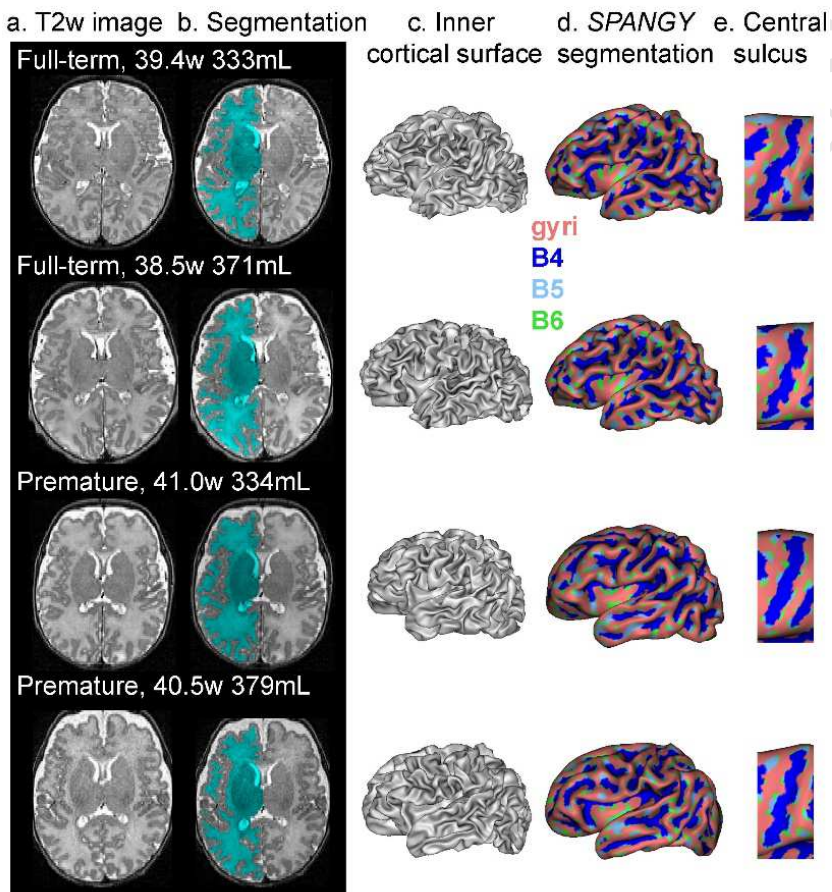 a. T2w image b. Segmentation c. Inner cortical surface d. SPANGY segmentation e. Central sulcus
Full-term, 39.4w 333mL
gyri
B4
B5
B6
Full-term, 38.5w 371mL
Premature, 41.0w 334mL
Premature, 40.5w 379mL